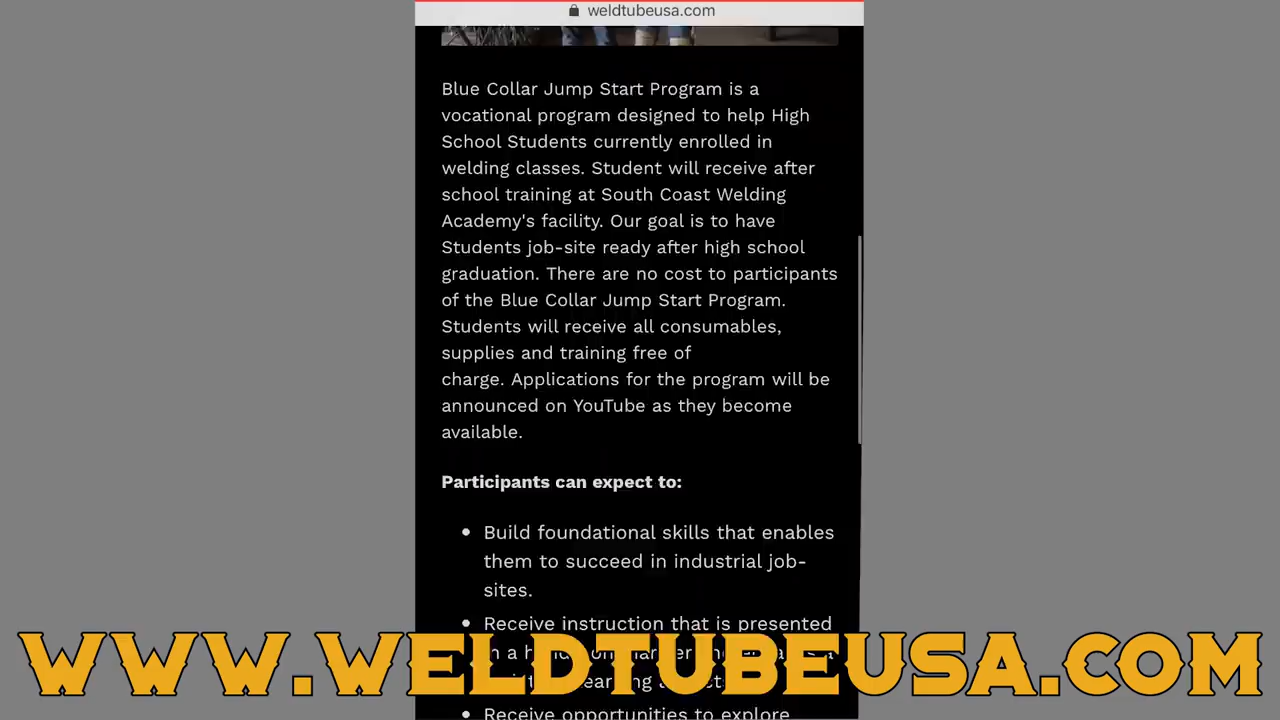 weldtubeusa.com
Blue Collar Jump Start Program is a
vocational program designed to help High
School Students currently enrolled in
welding classes. Student will receive after
school training at South Coast Welding
Academy's facility. Our goal is to have
Students job-site ready after high school
graduation. There are no cost to participants
of the Blue Collar Jump Start Program.
Students will receive all consumables,
supplies and training free of
charge. Applications for the program will be
announced on YouTube as they become
available.
Participants can expect to:
• Build foundational skills that enables
them to succeed in industrial job-
sites.
• Receive instruction that is presented
• Receive opportunities to explore
WWW.WELDTUBEUSA.COM